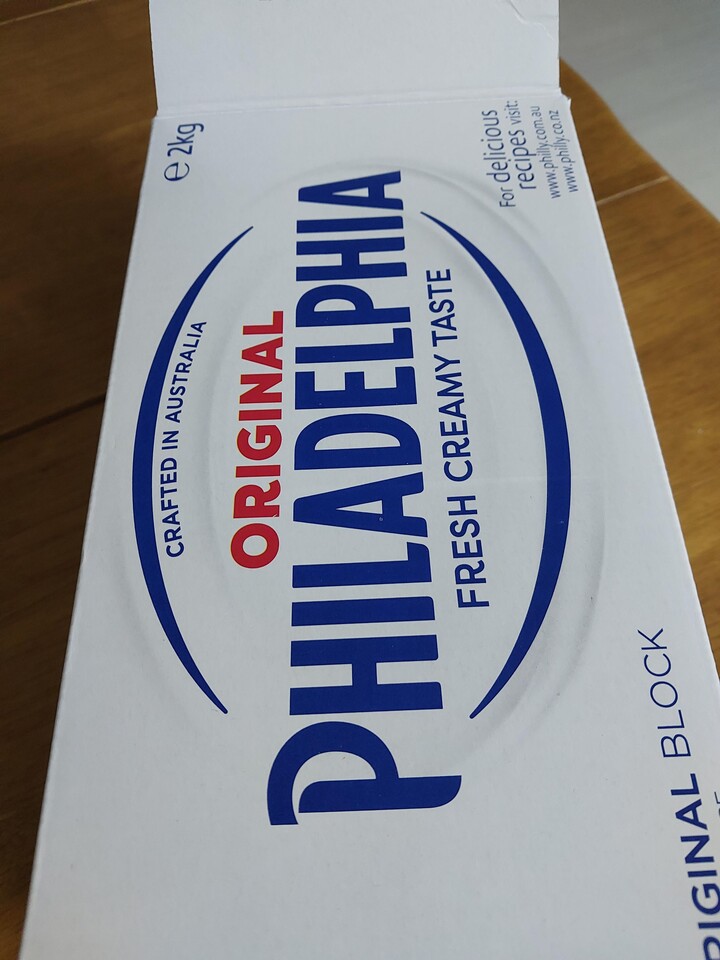 CRAFTED IN AUSTRALIA
ORIGINAL
PHILADELPHIA
FRESH CREAMY TASTE
℮ 2kg
For delicious
recipes visit:
www.philly.com.au
www.philly.co.nz
BLOCK